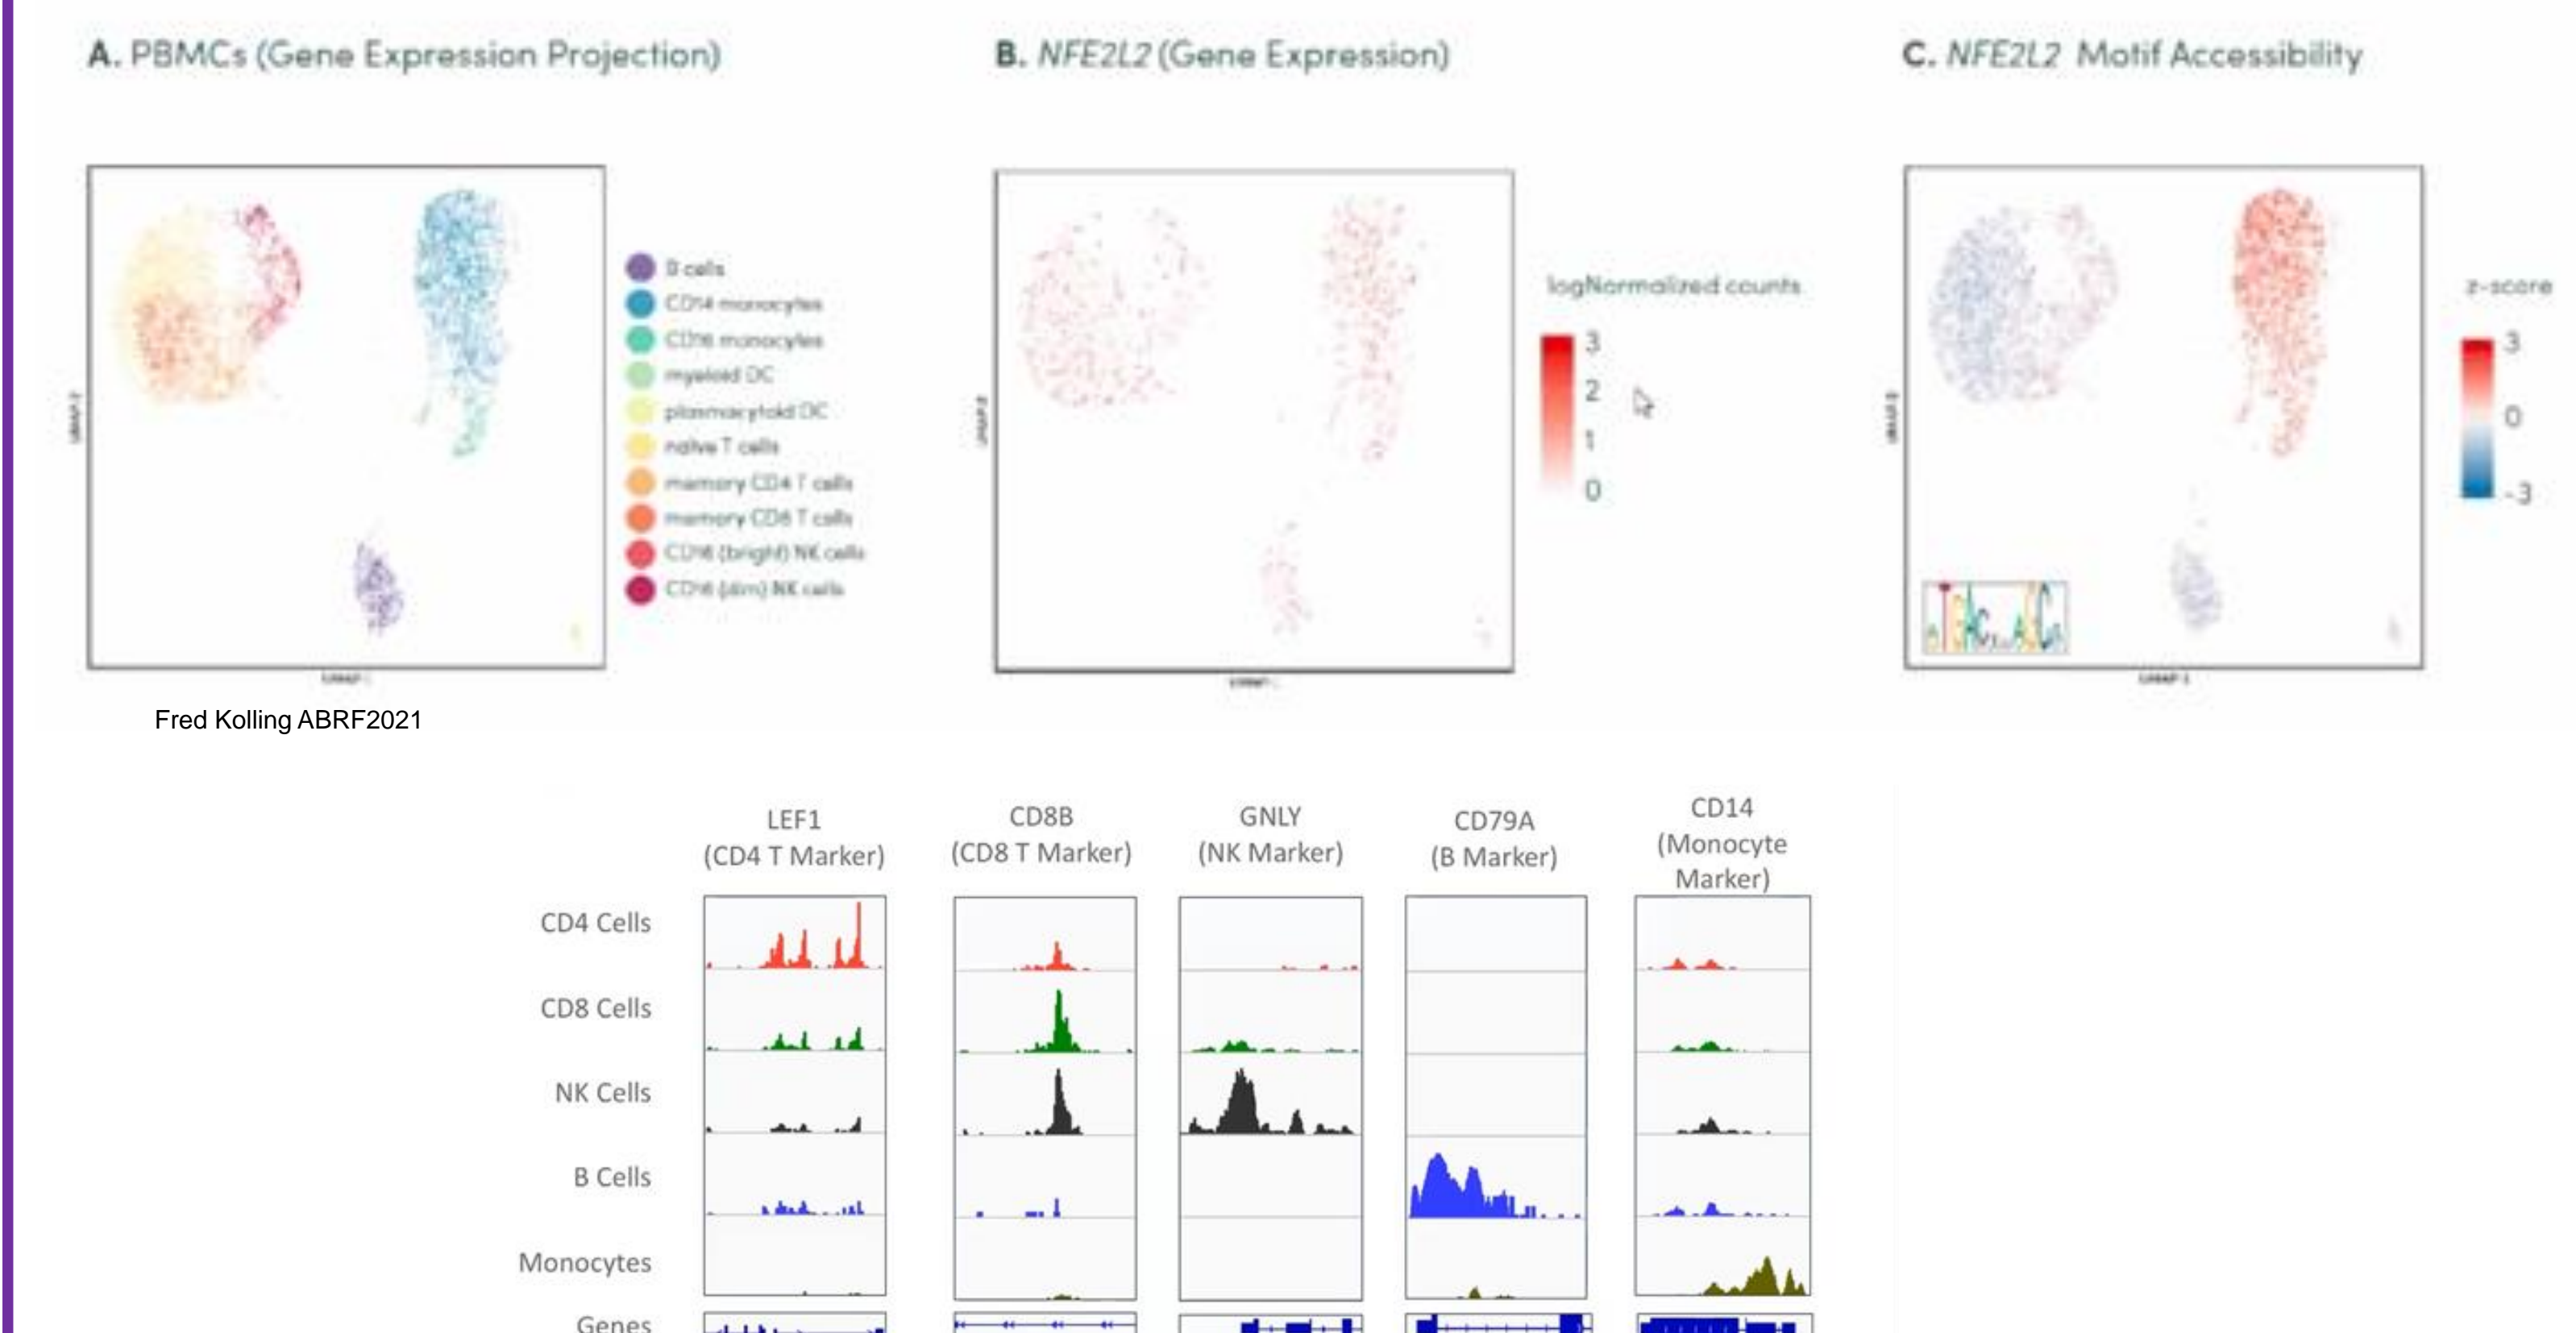 A. PBMCs (Gene Expression Projection)
B. NFE2L2 (Gene Expression)
C. NFE2L2 Motif Accessibility
B cells
CD14 monocytes
CD16 monocytes
myeloid DC
plasmacytoid DC
naive T cells
memory CD4 T cells
memory CD8 T cells
CD16 (bright) NK cells
CD16 (dim) NK cells
logNormalized counts
3
2
1
0
z-score
3
0
-3
Fred Kolling ABRF2021
LEF1
(CD4 T Marker)
CD8B
(CD8 T Marker)
GNLY
(NK Marker)
CD79A
(B Marker)
CD14
(Monocyte
Marker)
CD4 Cells
CD8 Cells
NK Cells
B Cells
Monocytes
Genes